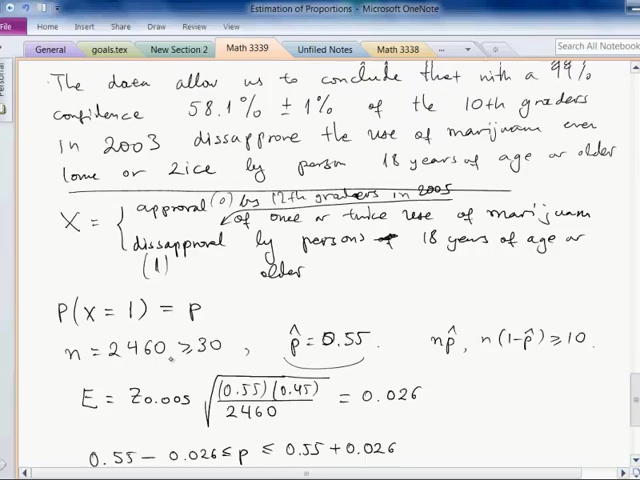 Estimation of Proportions - Microsoft OneNote
File Home Insert Share Draw Review View
General goals.tex New Section 2 Math 3339 Unfiled Notes Math 3338 ... Search All Notebooks
Personal
The data allow us to conclude that with a 99%
confidence 58.1% ± 1% of the 10th graders
in 2003 dissapprove the use of marijuana ever
(once or 2ice by person 18 years of age or older
X = { approval (0) by 12th graders in 2005
of once or twice use of marijuana
dissapproval by persons 18 years of age or
(1) older
P(X = 1) = p
n = 2460 ≥ 30 , p̂ = 0.55 . np̂, n(1-p̂) ≥ 10 .
E = Z0.005 √((0.55)(0.45)/2460) = 0.026
0.55 - 0.026 ≤ p ≤ 0.55 + 0.026